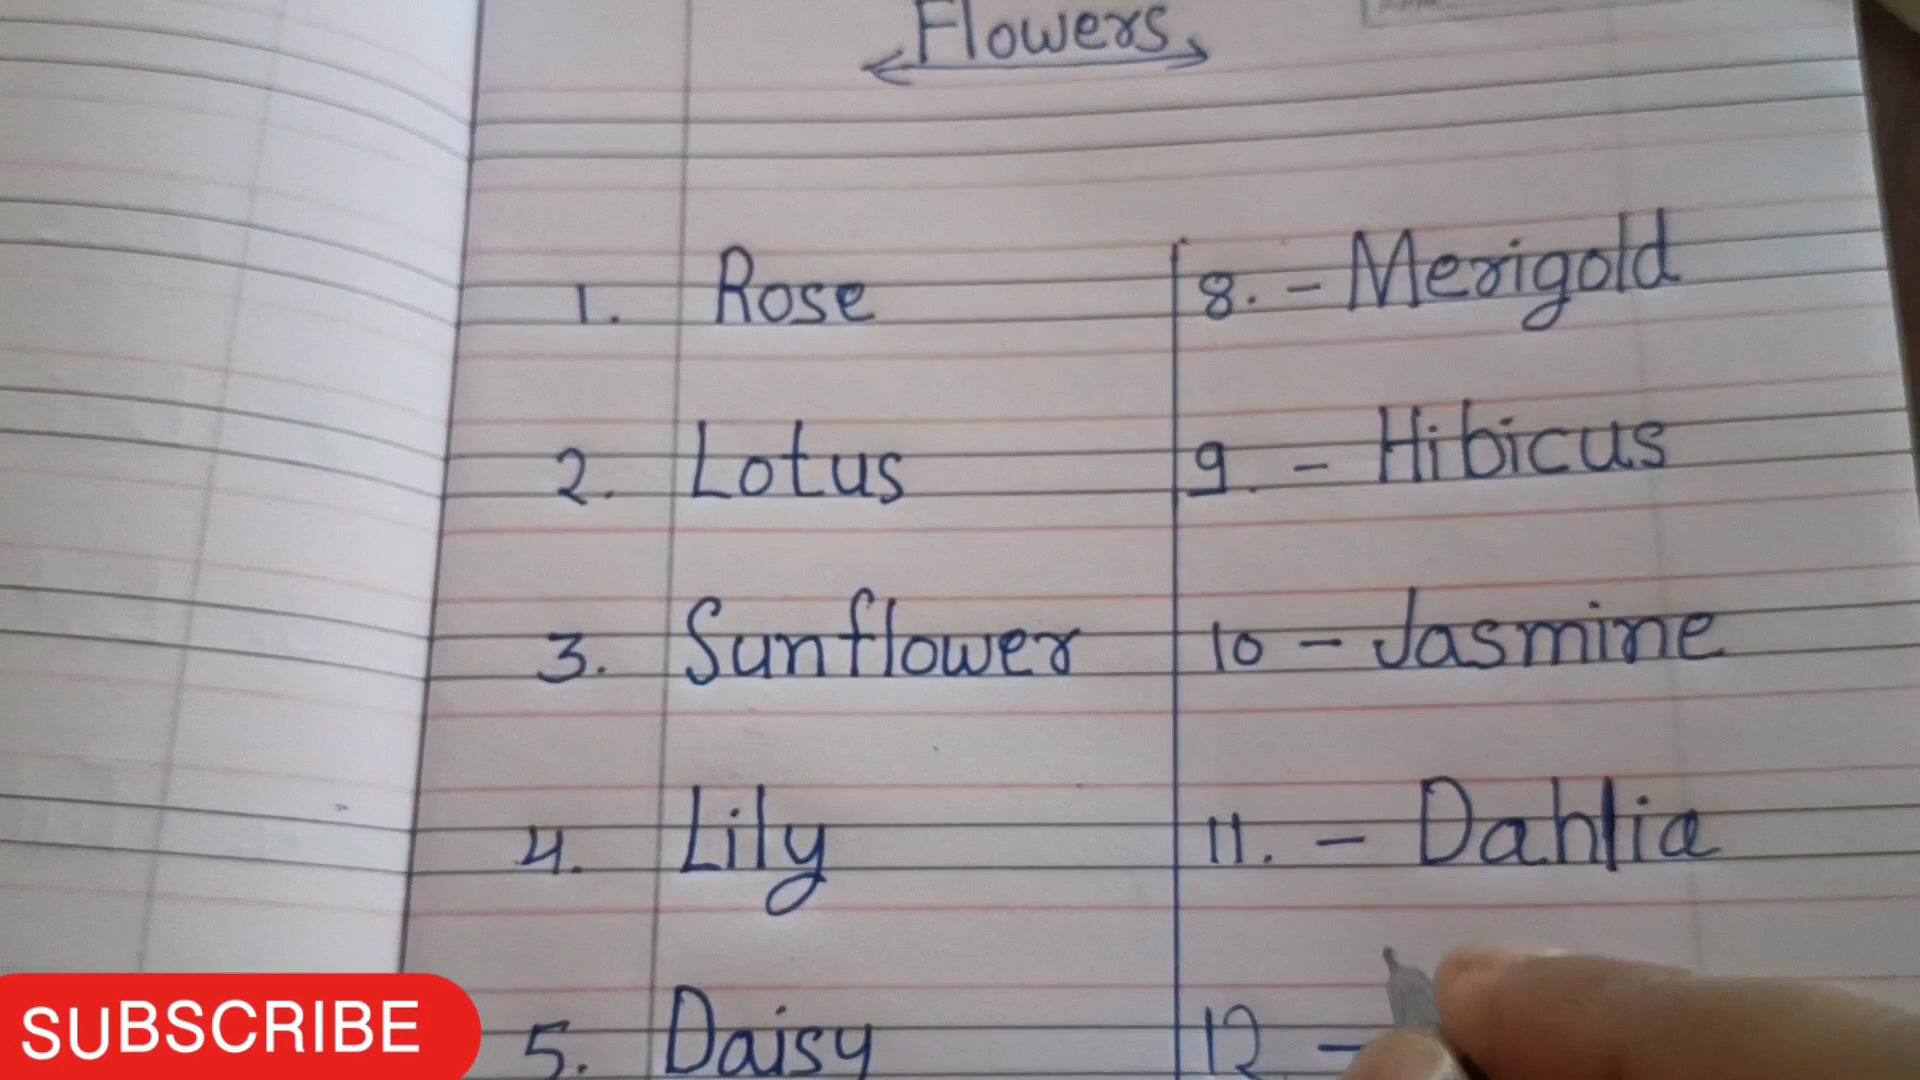 Flowers
1. Rose
2. Lotus
3. Sunflower
4. Lily
5. Daisy
8. - Merigold
9. - Hibicus
10 - Jasmine
11. - Dahlia
12 -
SUBSCRIBE